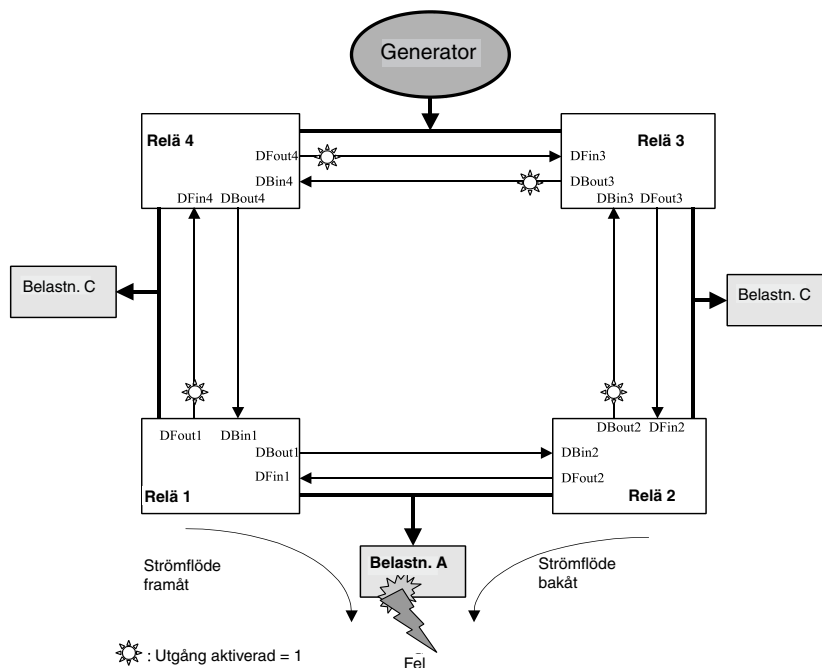 Generator
Relä 4
Relä 3
DFout4
DFin3
DBin4
DBout3
DFin4 DBout4
DBin3 DFout3
Belastn. C
Belastn. C
DFout1 DBin1
DBout2 DFin2
DBout1
DBin2
DFin1
DFout2
Relä 1
Relä 2
Strömflöde
framåt
Belastn. A
Strömflöde
bakåt
: Utgång aktiverad = 1
Fel